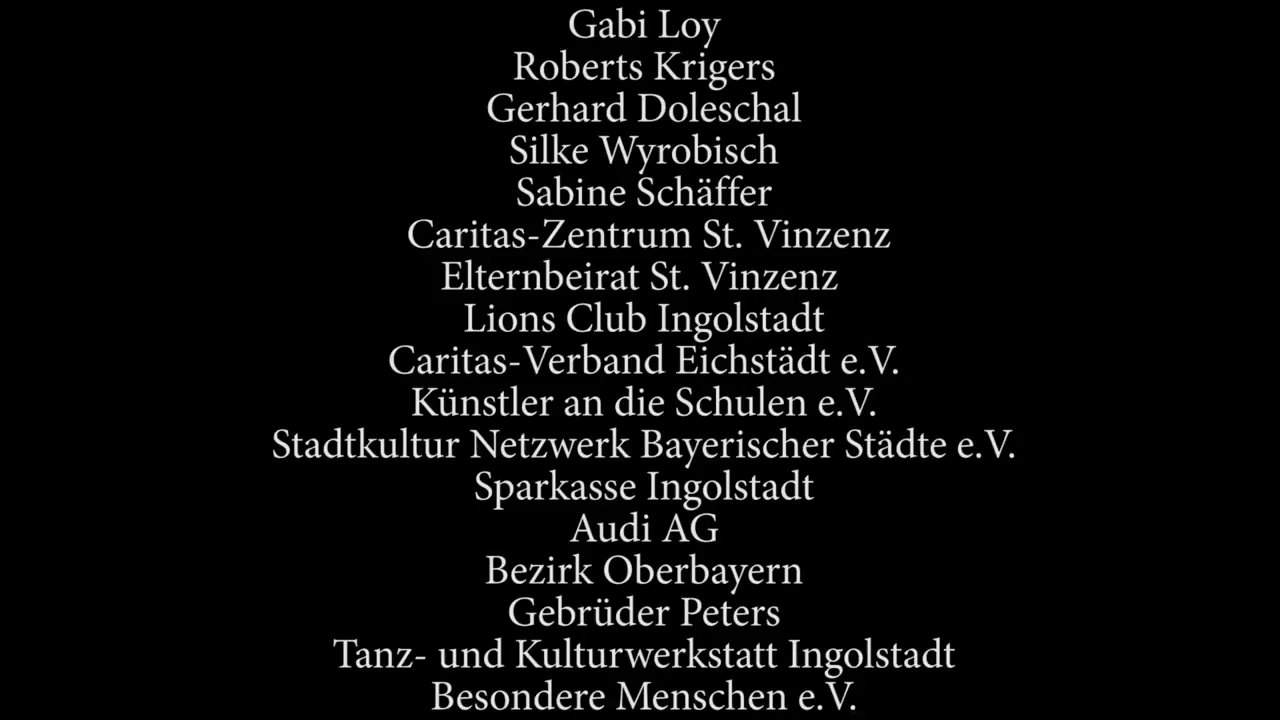 Gabi Loy
Roberts Krigers
Gerhard Doleschal
Silke Wyrobisch
Sabine Schäffer
Caritas-Zentrum St. Vinzenz
Elternbeirat St. Vinzenz
Lions Club Ingolstadt
Caritas-Verband Eichstädt e.V.
Künstler an die Schulen e.V.
Stadtkultur Netzwerk Bayerischer Städte e.V.
Sparkasse Ingolstadt
Audi AG
Bezirk Oberbayern
Gebrüder Peters
Tanz- und Kulturwerkstatt Ingolstadt
Besondere Menschen e.V.